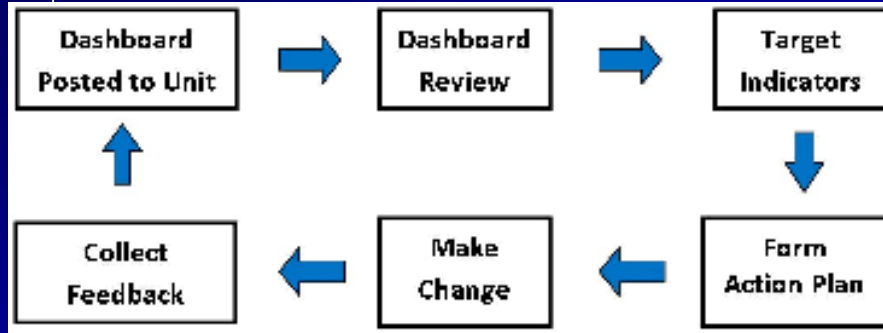 Dashboard
Posted to Unit
Dashboard
Review
Target
Indicators
Form
Action Plan
Make
Change
Collect
Feedback